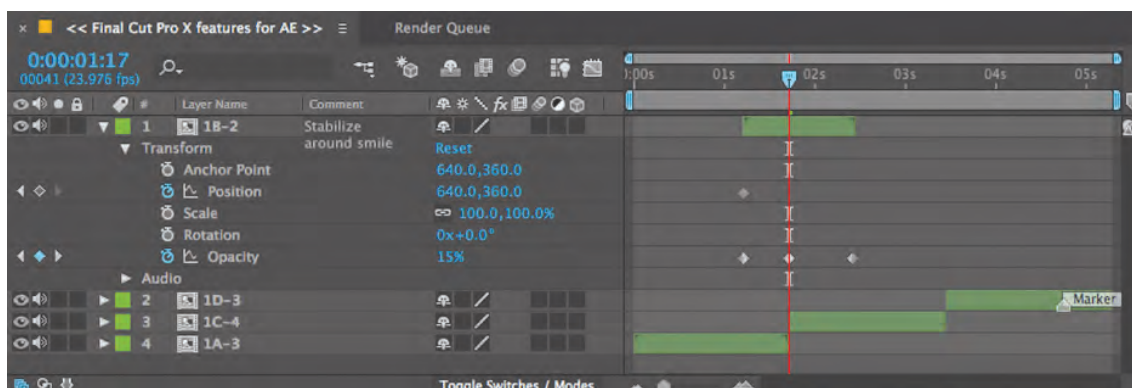 << Final Cut Pro X features for AE >> Render Queue
0:00:01:17
00041 (23.976 fps)
):00s 01s 02s 03s 04s 05s
# Layer Name Comment
1 1B-2 Stabilize around smile
Transform Reset
Anchor Point 640.0,360.0
Position 640.0,360.0
Scale 100.0,100.0%
Rotation 0x+0.0°
Opacity 15%
Audio
2 1D-3 Marker
3 1C-4
4 1A-3
Toggle Switches / Modes